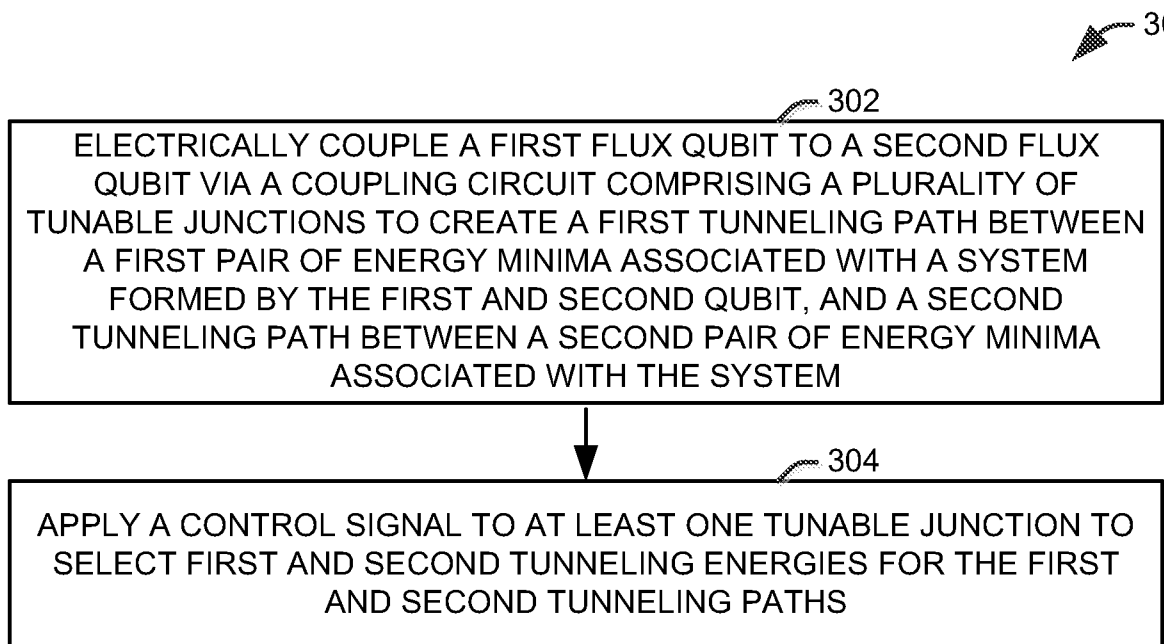 302
ELECTRICALLY COUPLE A FIRST FLUX QUBIT TO A SECOND FLUX
QUBIT VIA A COUPLING CIRCUIT COMPRISING A PLURALITY OF
TUNABLE JUNCTIONS TO CREATE A FIRST TUNNELING PATH BETWEEN
A FIRST PAIR OF ENERGY MINIMA ASSOCIATED WITH A SYSTEM
FORMED BY THE FIRST AND SECOND QUBIT, AND A SECOND
TUNNELING PATH BETWEEN A SECOND PAIR OF ENERGY MINIMA
ASSOCIATED WITH THE SYSTEM
304
APPLY A CONTROL SIGNAL TO AT LEAST ONE TUNABLE JUNCTION TO
SELECT FIRST AND SECOND TUNNELING ENERGIES FOR THE FIRST
AND SECOND TUNNELING PATHS